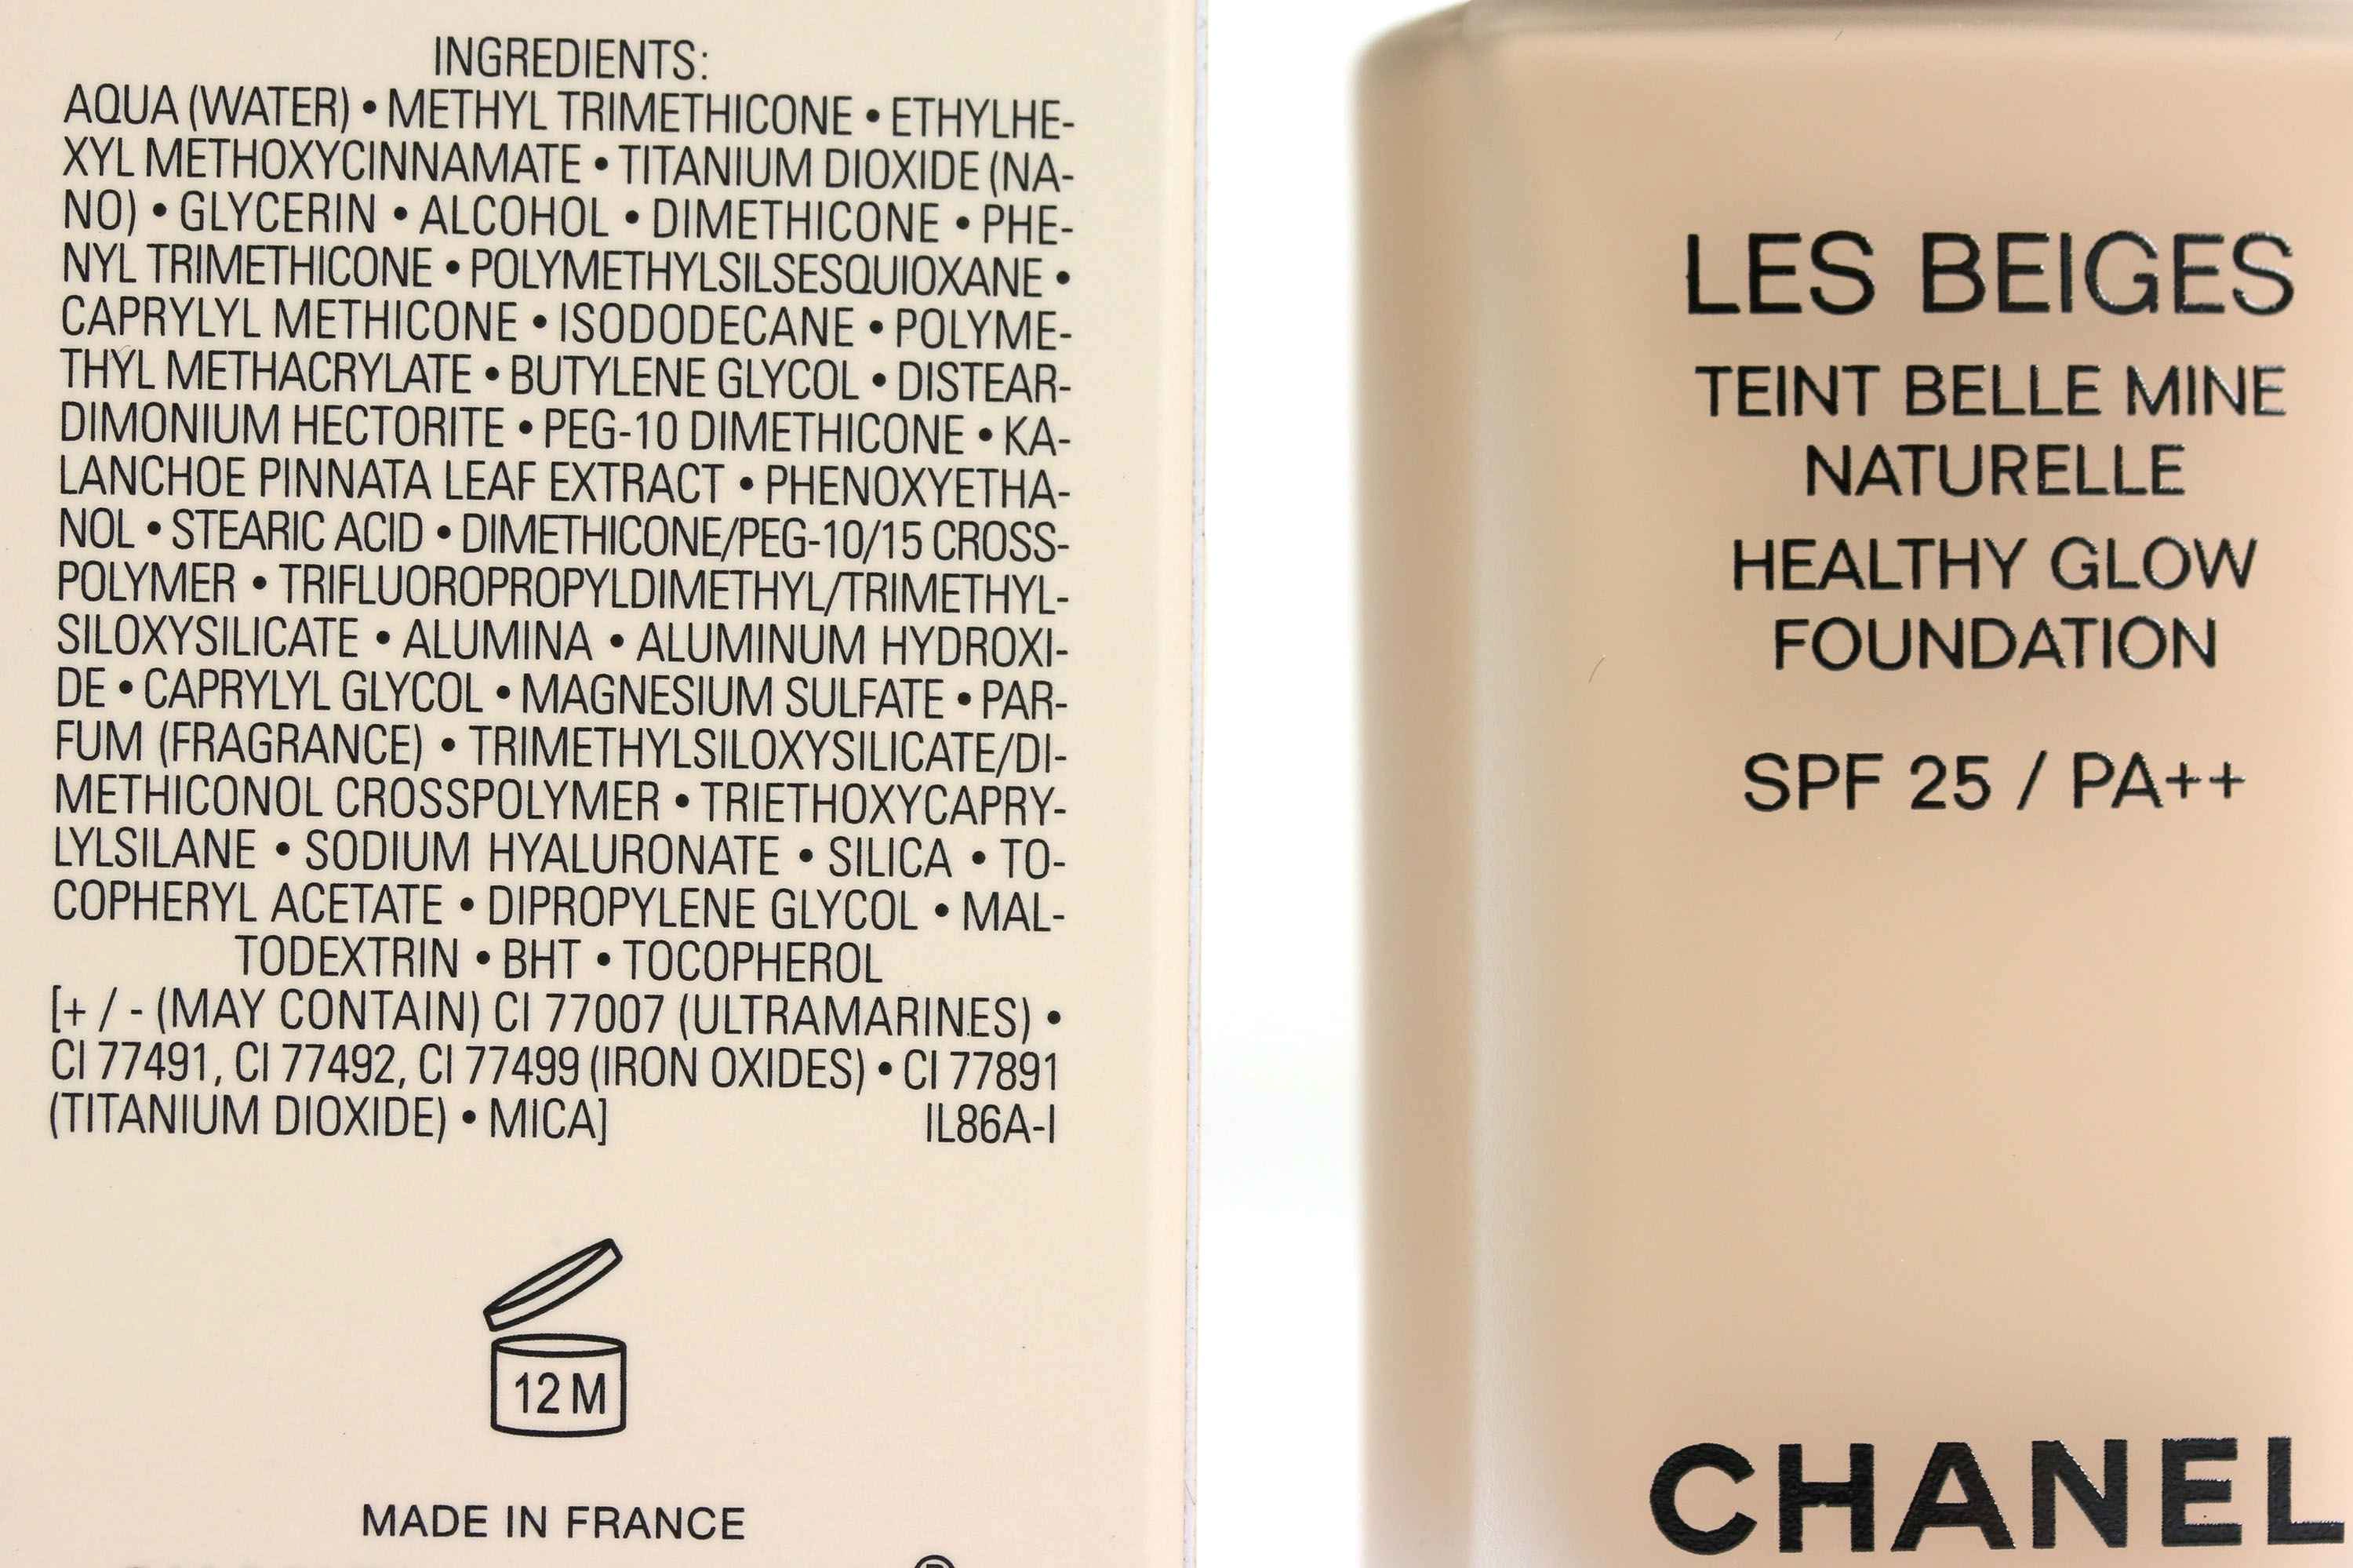 INGREDIENTS:
AQUA (WATER) • METHYL TRIMETHICONE • ETHYLHE-
XYL METHOXYCINNAMATE • TITANIUM DIOXIDE (NA-
NO) • GLYCERIN • ALCOHOL • DIMETHICONE • PHE-
NYL TRIMETHICONE • POLYMETHYLSILSESQUIOXANE •
CAPRYLYL METHICONE • ISODODECANE • POLYME-
THYL METHACRYLATE • BUTYLENE GLYCOL • DISTEAR-
DIMONIUM HECTORITE • PEG-10 DIMETHICONE • KA-
LANCHOE PINNATA LEAF EXTRACT • PHENOXYETHA-
NOL • STEARIC ACID • DIMETHICONE/PEG-10/15 CROSS-
POLYMER • TRIFLUOROPROPYLDIMETHYL/TRIMETHYL-
SILOXYSILICATE • ALUMINA • ALUMINUM HYDROXI-
DE • CAPRYLYL GLYCOL • MAGNESIUM SULFATE • PAR-
FUM (FRAGRANCE) • TRIMETHYLSILOXYSILICATE/DI-
METHICONOL CROSSPOLYMER • TRIETHOXYCAPRY-
LYLSILANE • SODIUM HYALURONATE • SILICA • TO-
COPHERYL ACETATE • DIPROPYLENE GLYCOL • MAL-
TODEXTRIN • BHT • TOCOPHEROL
[+ / - (MAY CONTAIN) CI 77007 (ULTRAMARINES) •
CI 77491, CI 77492, CI 77499 (IRON OXIDES) • CI 77891
(TITANIUM DIOXIDE) • MICA] IL86A-I
12 M
MADE IN FRANCE
LES BEIGES
TEINT BELLE MINE
NATURELLE
HEALTHY GLOW
FOUNDATION
SPF 25 / PA++
CHANEL